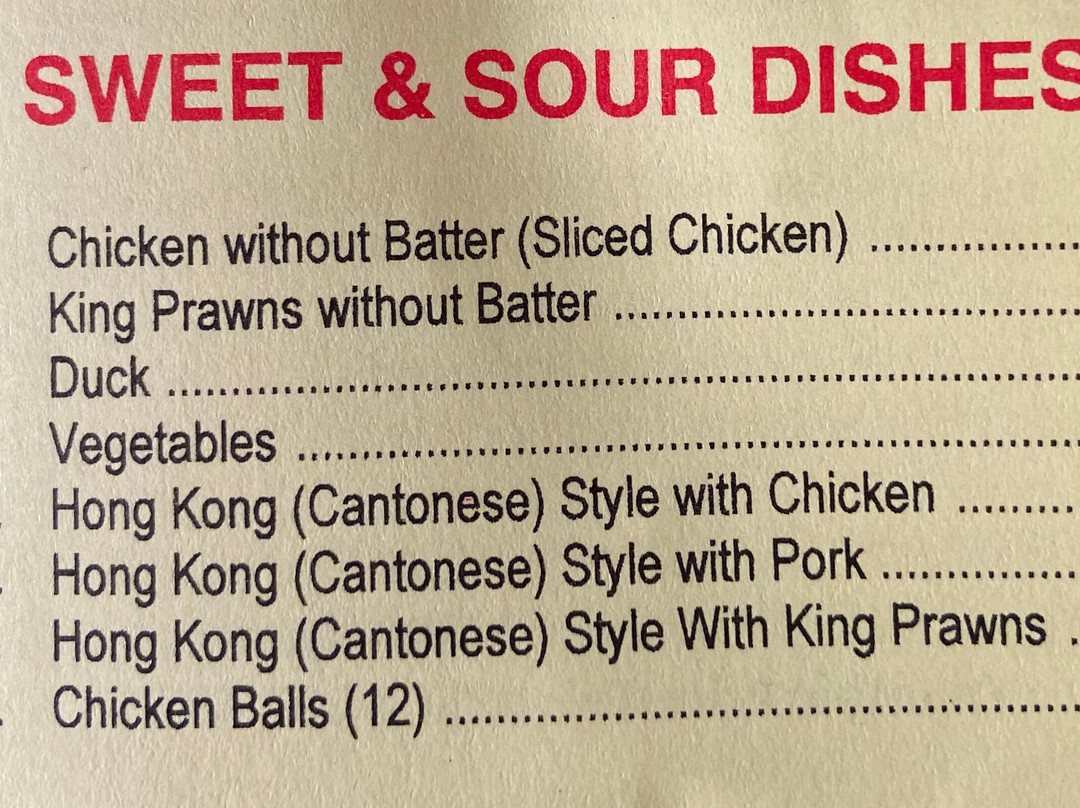 SWEET & SOUR DISHES
Chicken without Batter (Sliced Chicken) ................
King Prawns without Batter ....................................
Duck ......................................................................
Vegetables ............................................................
Hong Kong (Cantonese) Style with Chicken .........
Hong Kong (Cantonese) Style with Pork ...............
Hong Kong (Cantonese) Style With King Prawns .
Chicken Balls (12) .................................................